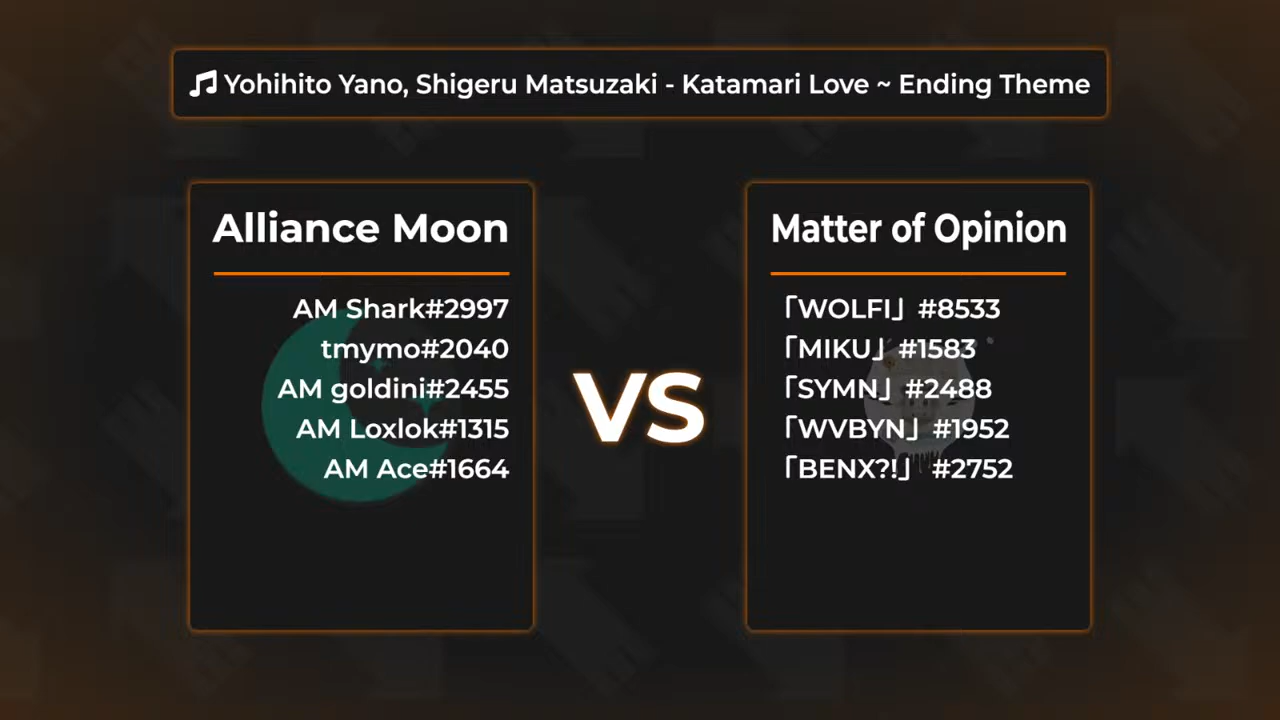 Yohihito Yano, Shigeru Matsuzaki - Katamari Love ~ Ending Theme
Alliance Moon
AM Shark#2997
tmymo#2040
AM goldini#2455
AM Loxlok#1315
AM Ace#1664
VS
Matter of Opinion
「WOLFI」 #8533
「MIKU」 #1583
「SYMN」 #2488
「WVBYN」 #1952
「BENX?!」 #2752